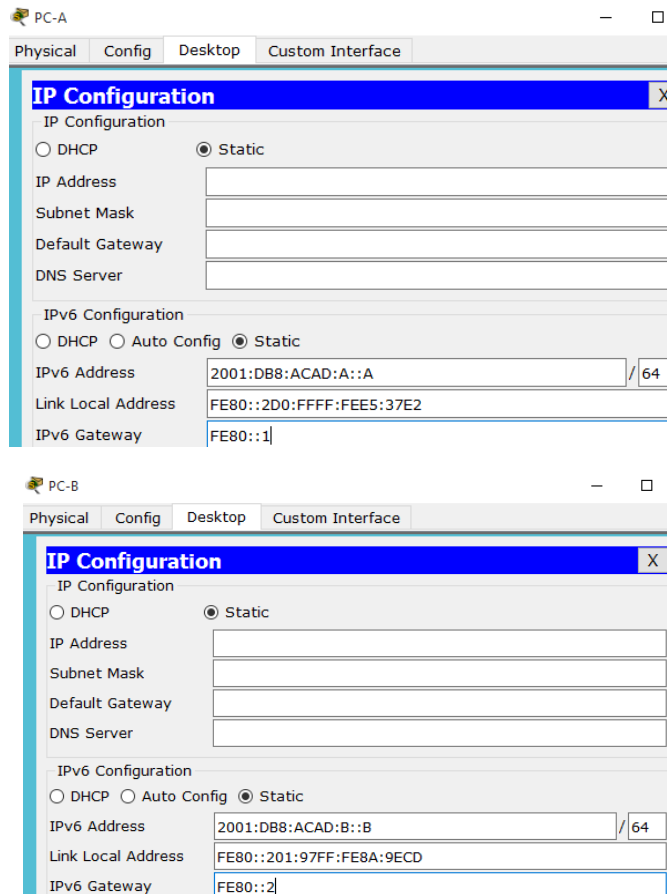 PC-A
Physical Config Desktop Custom Interface
IP Configuration X
IP Configuration
DHCP Static
IP Address
Subnet Mask
Default Gateway
DNS Server
IPv6 Configuration
DHCP Auto Config Static
IPv6 Address 2001:DB8:ACAD:A::A / 64
Link Local Address FE80::2D0:FFFF:FEE5:37E2
IPv6 Gateway FE80::1
PC-B
Physical Config Desktop Custom Interface
IP Configuration X
IP Configuration
DHCP Static
IP Address
Subnet Mask
Default Gateway
DNS Server
IPv6 Configuration
DHCP Auto Config Static
IPv6 Address 2001:DB8:ACAD:B::B / 64
Link Local Address FE80::201:97FF:FE8A:9ECD
IPv6 Gateway FE80::2